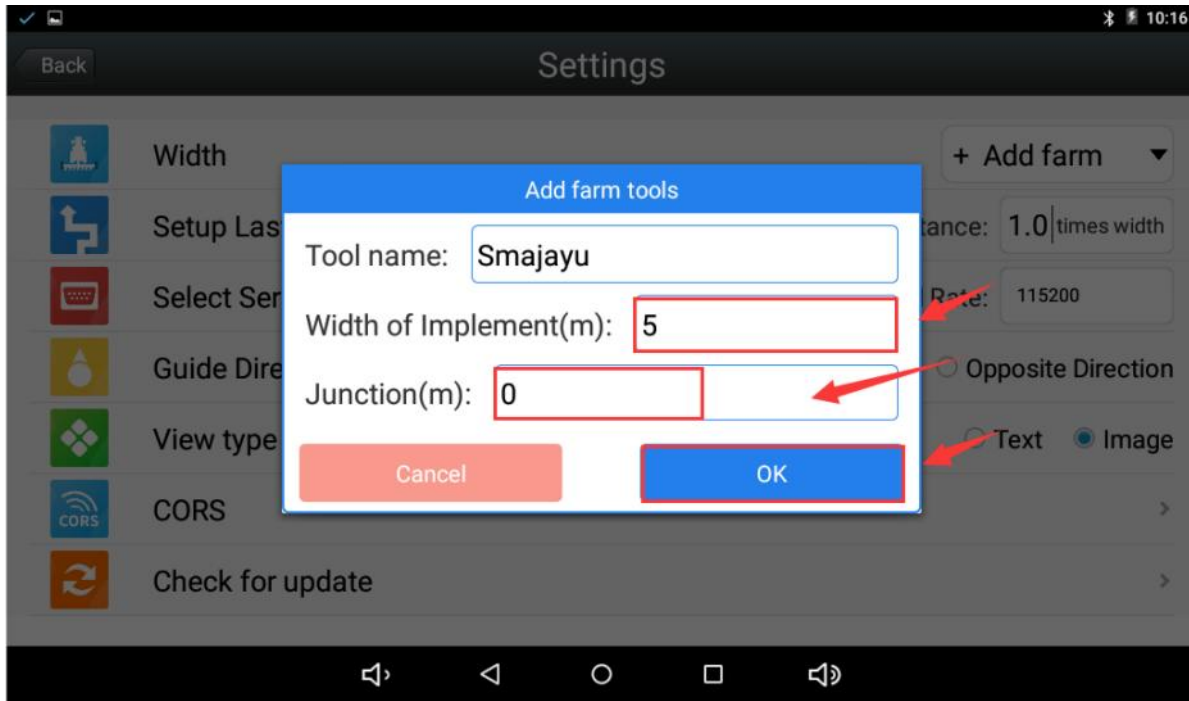 10:16
Back
Settings
Width
+ Add farm
Add farm tools
Setup Las
tance: 1.0 times width
Tool name: Smajayu
Select Ser
Rate: 115200
Width of Implement(m): 5
Guide Dire
Opposite Direction
Junction(m): 0
View type
Text Image
Cancel
OK
CORS
CORS
Check for update